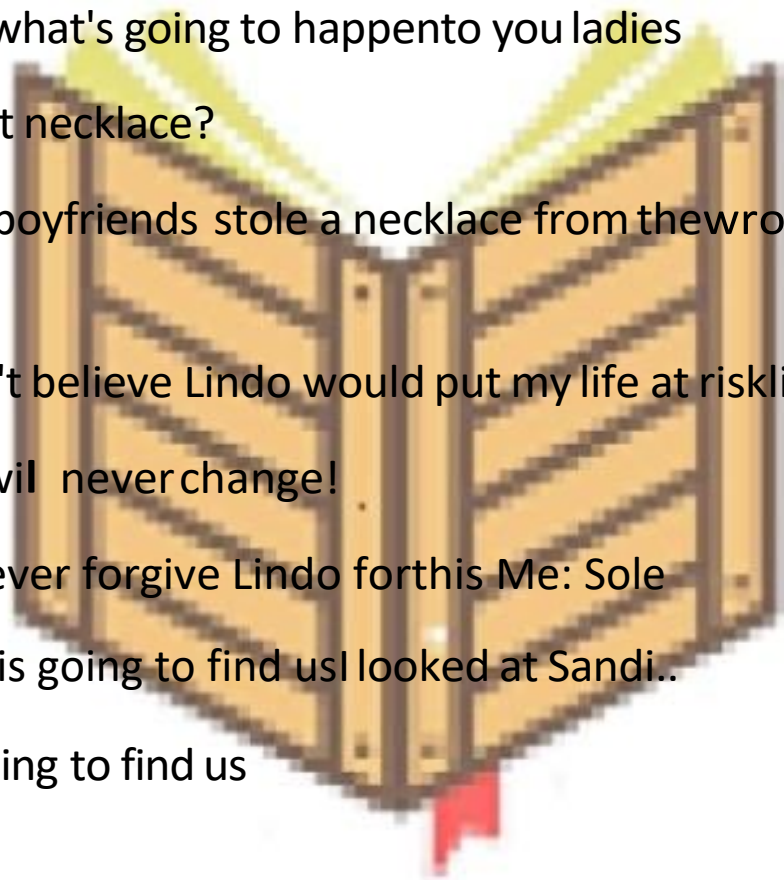 what's going to happento you ladies
t necklace?
boyfriends stole a necklace from thewro
't believe Lindo would put my life at riskli
wil never change!
ever forgive Lindo forthis Me: Sole
is going to find usI looked at Sandi..
ing to find us